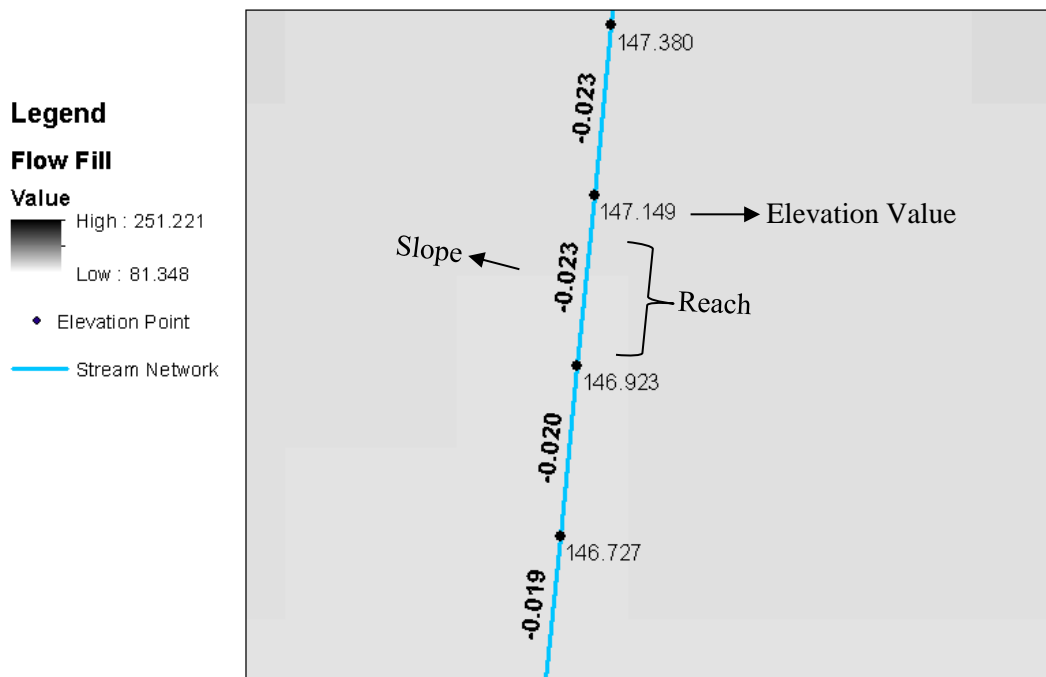 Legend
Flow Fill
Value
High : 251.221
Low : 81.348
Elevation Point
Stream Network
147.380
-0.023
147.149
Elevation Value
Slope
-0.023
Reach
146.923
-0.020
146.727
-0.019